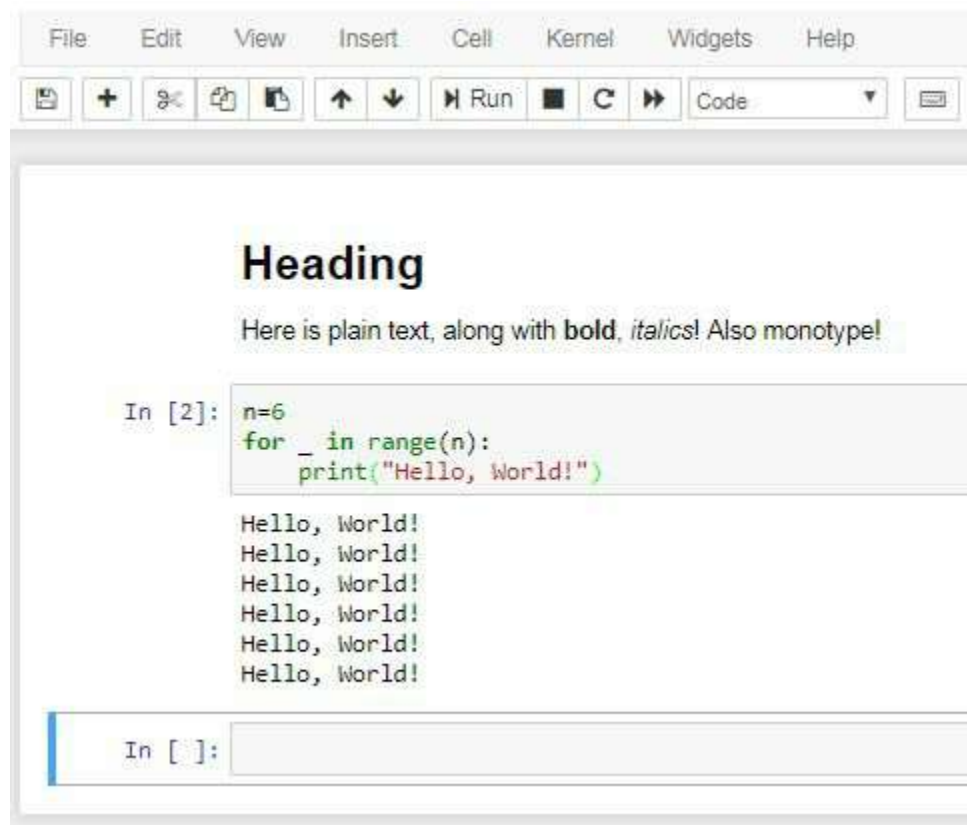 File Edit View Insert Cell Kernel Widgets Help
Run Code
Heading
Here is plain text, along with bold, italics! Also monotype!
In [2]: n=6
for _ in range(n):
    print("Hello, World!")
Hello, World!
Hello, World!
Hello, World!
Hello, World!
Hello, World!
Hello, World!
In [ ]: